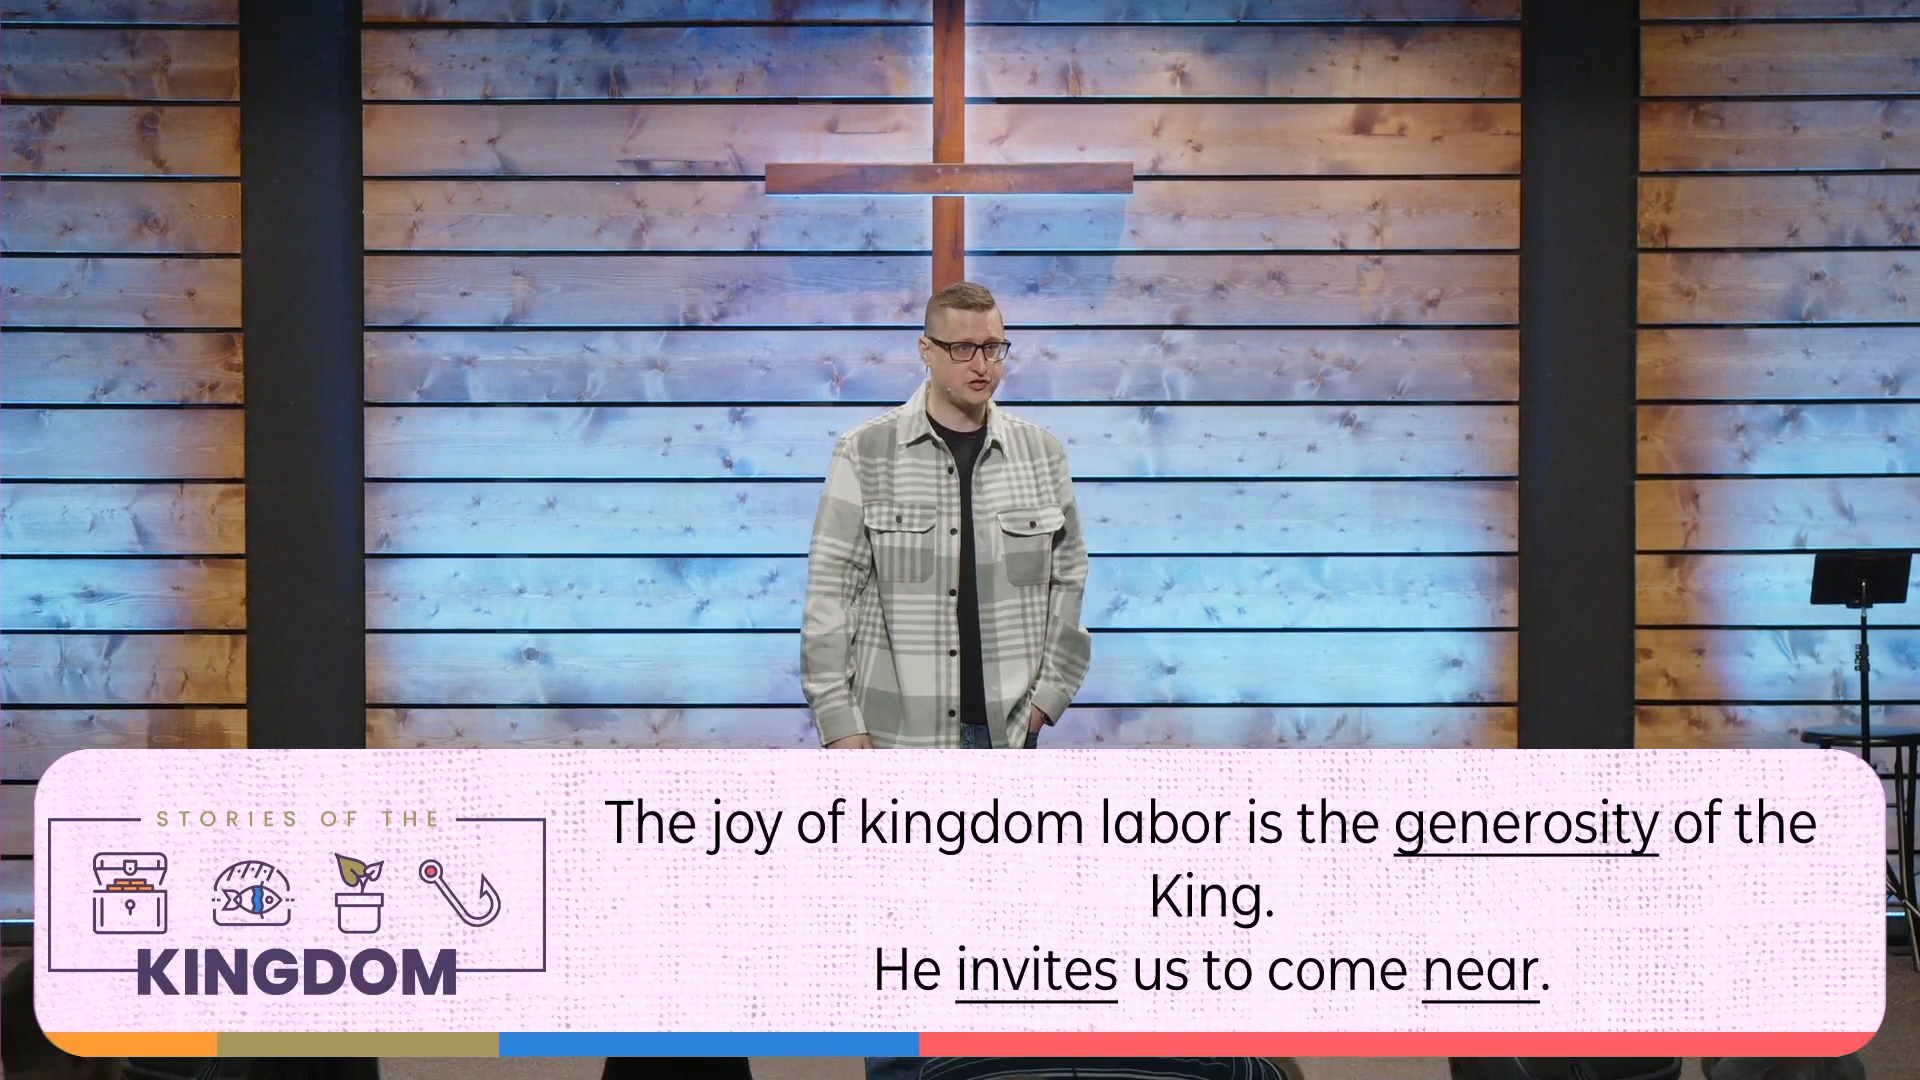 STORIES OF THE
KINGDOM
The joy of kingdom labor is the generosity of the
King.
He invites us to come near.